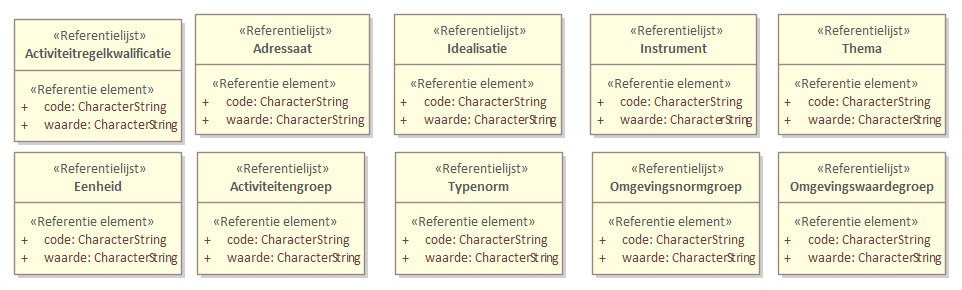 «Referentielijst»
Activiteitregelkwalificatie
«Referentie element»
+ code: CharacterString
+ waarde: CharacterString
«Referentielijst»
Adressaat
«Referentie element»
+ code: CharacterString
+ waarde: CharacterString
«Referentielijst»
Idealisatie
«Referentie element»
+ code: CharacterString
+ waarde: CharacterString
«Referentielijst»
Instrument
«Referentie element»
+ code: CharacterString
+ waarde: CharacterString
«Referentielijst»
Thema
«Referentie element»
+ code: CharacterString
+ waarde: CharacterString
«Referentielijst»
Eenheid
«Referentie element»
+ code: CharacterString
+ waarde: CharacterString
«Referentielijst»
Activiteitengroep
«Referentie element»
+ code: CharacterString
+ waarde: CharacterString
«Referentielijst»
Typenorm
«Referentie element»
+ code: CharacterString
+ waarde: CharacterString
«Referentielijst»
Omgevingsnormgroep
«Referentie element»
+ code: CharacterString
+ waarde: CharacterString
«Referentielijst»
Omgevingswaardegroep
«Referentie element»
+ code: CharacterString
+ waarde: CharacterString